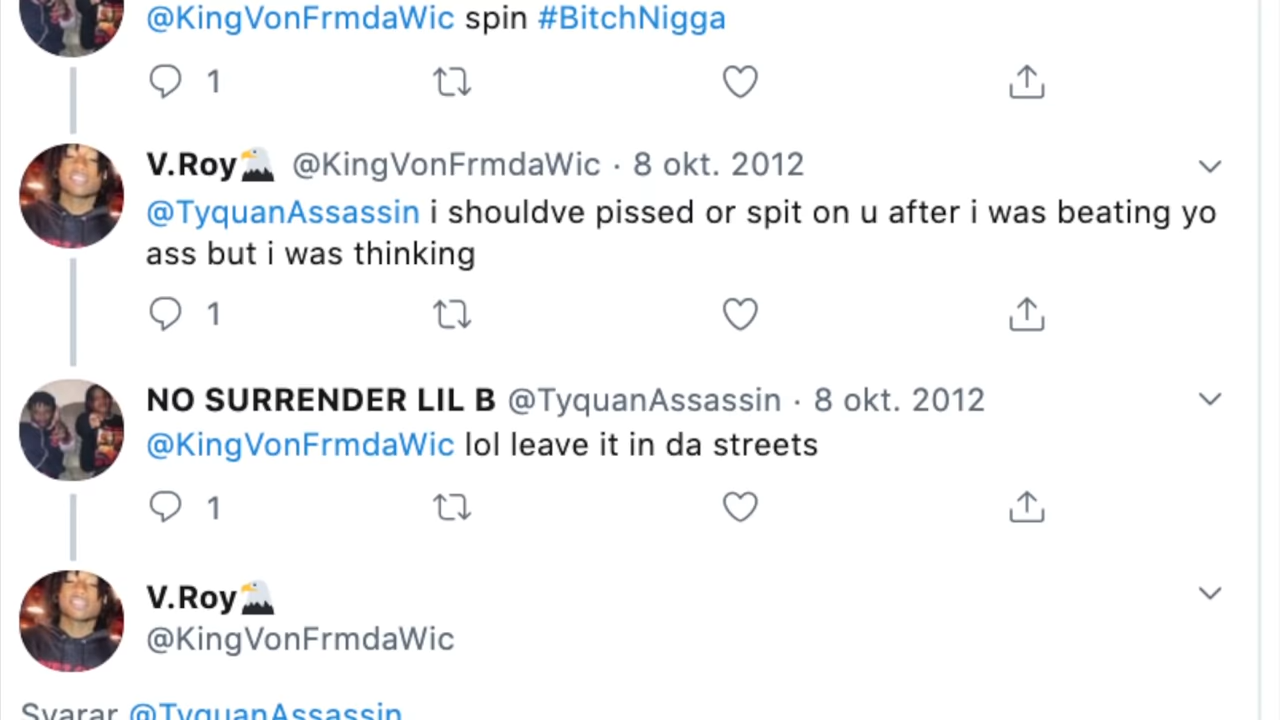 @KingVonFrmdaWic spin #BitchNigga
1
V.Roy🦅 @KingVonFrmdaWic · 8 okt. 2012
@TyquanAssassin i shouldve pissed or spit on u after i was beating yo
ass but i was thinking
1
NO SURRENDER LIL B @TyquanAssassin · 8 okt. 2012
@KingVonFrmdaWic lol leave it in da streets
1
V.Roy🦅
@KingVonFrmdaWic
Svarar @TyquanAssassin